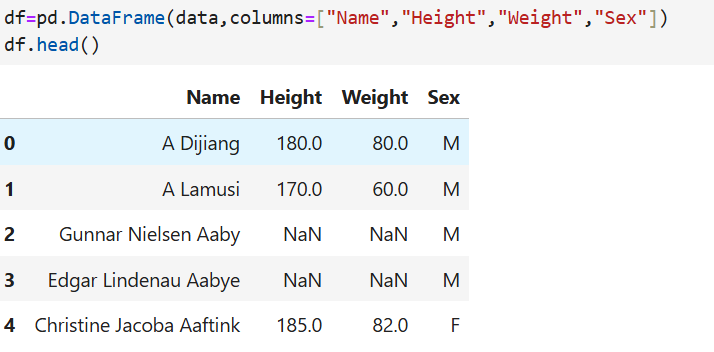 df=pd.DataFrame(data,columns=["Name","Height","Weight","Sex"])
df.head()
Name Height Weight Sex
0 A Dijiang 180.0 80.0 M
1 A Lamusi 170.0 60.0 M
2 Gunnar Nielsen Aaby NaN NaN M
3 Edgar Lindenau Aabye NaN NaN M
4 Christine Jacoba Aaftink 185.0 82.0 F